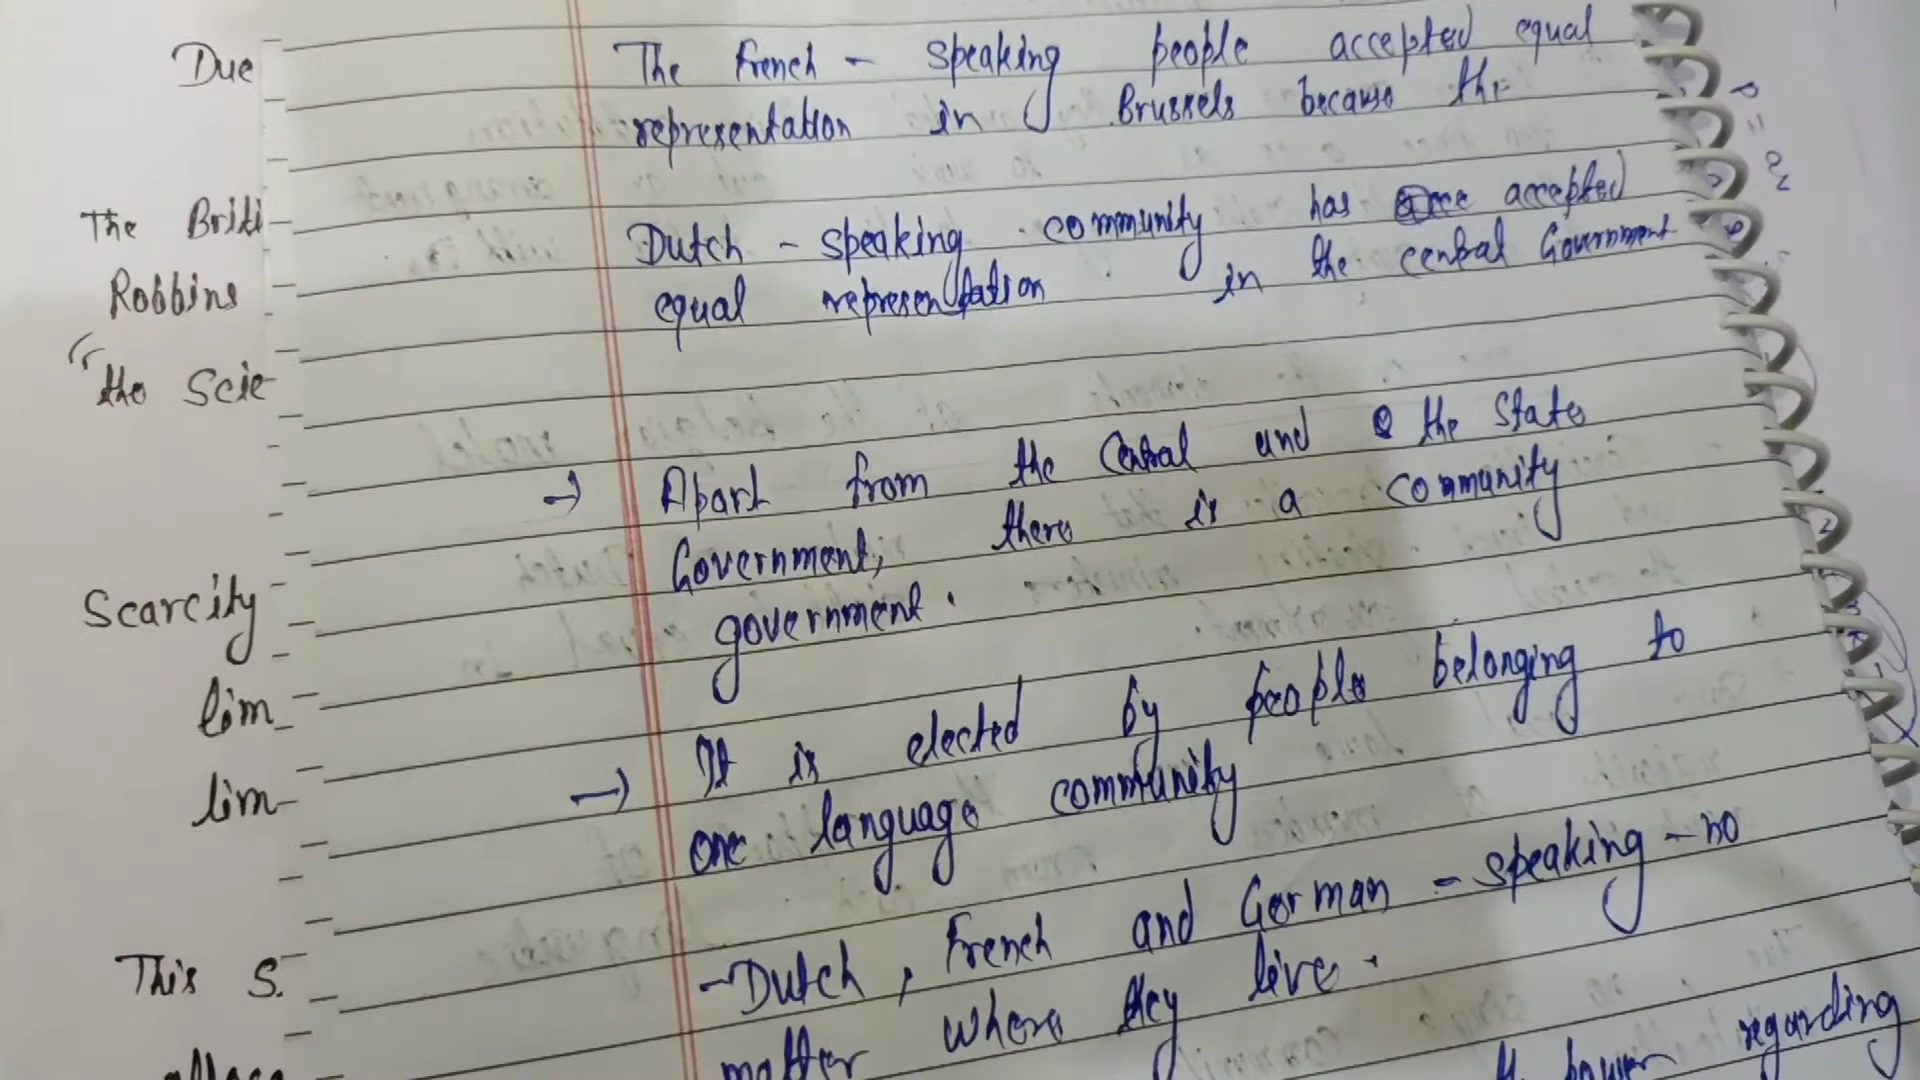 Due
The Briti
Robbins
"the Scie
Scarcity
lim
lim
This S.
The French - speaking people accepted equal
representation in Brussels because the
Dutch - speaking community has accepted
equal representation in the central Government
→ Apart from the Central and the State
Government, there is a community
government.
→ It is elected by people belonging to
one language community
- Dutch, French and German - speaking - no
matter where they live.
power regarding